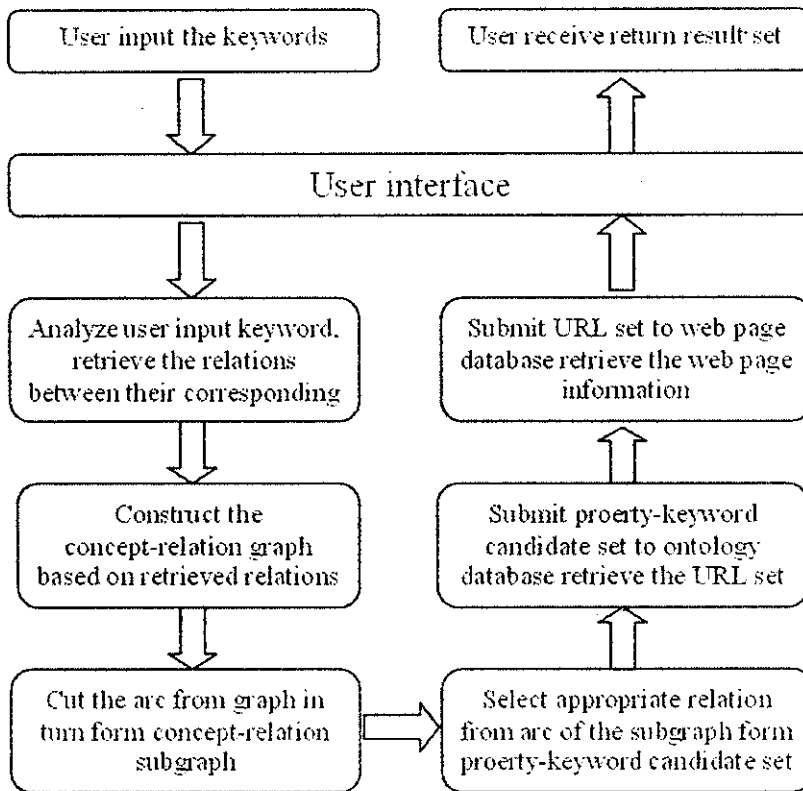 User input the keywords
User receive return result set
User interface
Analyze user input keyword,
retrieve the relations
between their corresponding
Submit URL set to web page
database retrieve the web page
information
Construct the
concept-relation graph
based on retrieved relations
Submit proerty-keyword
candidate set to ontology
database retrieve the URL set
Cut the arc from graph in
turn form concept-relation
subgraph
Select appropriate relation
from arc of the subgraph form
proerty-keyword candidate set